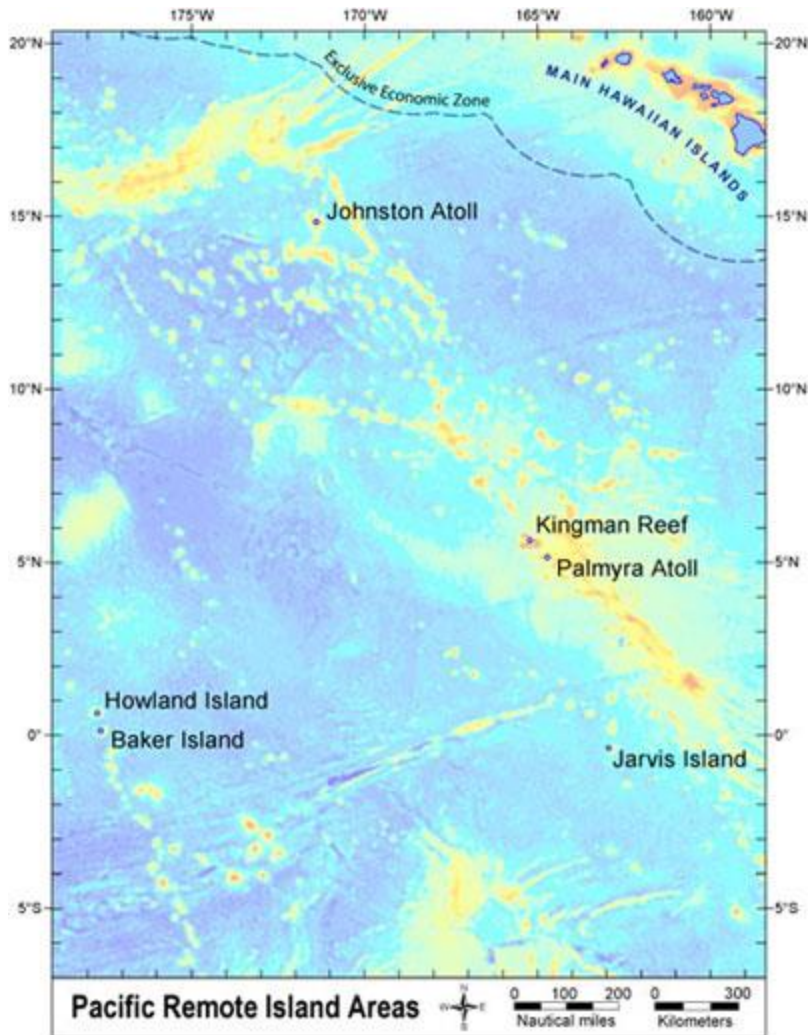 175°W 170°W 165°W 160°W
20°N 20°N
Exclusive Economic Zone
MAIN HAWAIIAN ISLANDS
15°N 15°N
Johnston Atoll
10°N 10°N
Kingman Reef
5°N 5°N
Palmyra Atoll
Howland Island
0° 0°
Baker Island
Jarvis Island
5°S 5°S
Pacific Remote Island Areas
N
W E
S
0 200
Nautical miles
0 300
Kilometers